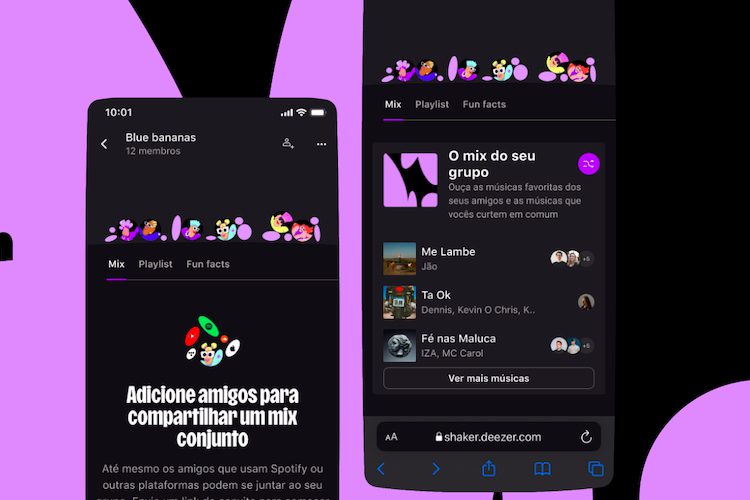 10:01
Blue bananas
12 membros
Mix Playlist Fun facts
Adicione amigos para
compartilhar um mix
conjunto
Até mesmo os amigos que usam Spotify ou
outras plataformas podem se juntar ao seu
Mix Playlist Fun facts
O mix do seu
grupo
Ouça as músicas favoritas dos
seus amigos e as músicas que
vocês curtem em comum
Me Lambe
Jão
+6
Ta Ok
Dennis, Kevin O Chris, K..
Fé nas Maluca
IZA, MC Carol
+6
Ver mais músicas
AA shaker.deezer.com